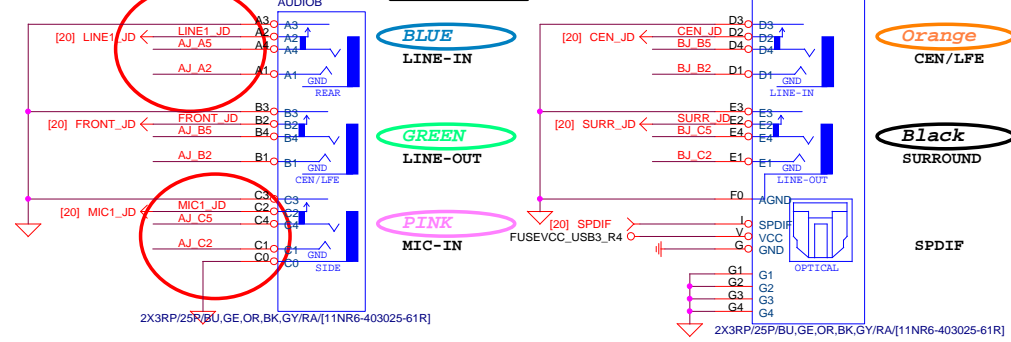 AUDIOB
A3 A3
[20] LINE1_JD LINE1_JD A2 A2
AJ_A5 A4 A4
AJ_A2 A1 A1
GND
REAR
BLUE
LINE-IN
B3 B3
[20] FRONT_JD FRONT_JD B2 B2
AJ_B5 B4 B4
AJ_B2 B1 B1
GND
CEN/LFE
GREEN
LINE-OUT
C3 C3
[20] MIC1_JD MIC1_JD C2 C2
AJ_C5 C4 C4
AJ_C2 C1 C1
GND
C0 C0
SIDE
PINK
MIC-IN
2X3RP/25P/BU,GE,OR,BK,GY/RA/[11NR6-403025-61R]
D3 D3
[20] CEN_JD CEN_JD D2 D2
BJ_B5 D4 D4
BJ_B2 D1 D1
GND
LINE-IN
Orange
CEN/LFE
E3 E3
[20] SURR_JD SURR_JD E2 E2
BJ_C5 E4 E4
BJ_C2 E1 E1
GND
LINE-OUT
Black
SURROUND
F0 AGND
[20] SPDIF I SPDIF
FUSEVCC_USB3_R4 V VCC
G GND
OPTICAL
SPDIF
G1 G1
G2 G2
G3 G3
G4 G4
2X3RP/25P/BU,GE,OR,BK,GY/RA/[11NR6-403025-61R]